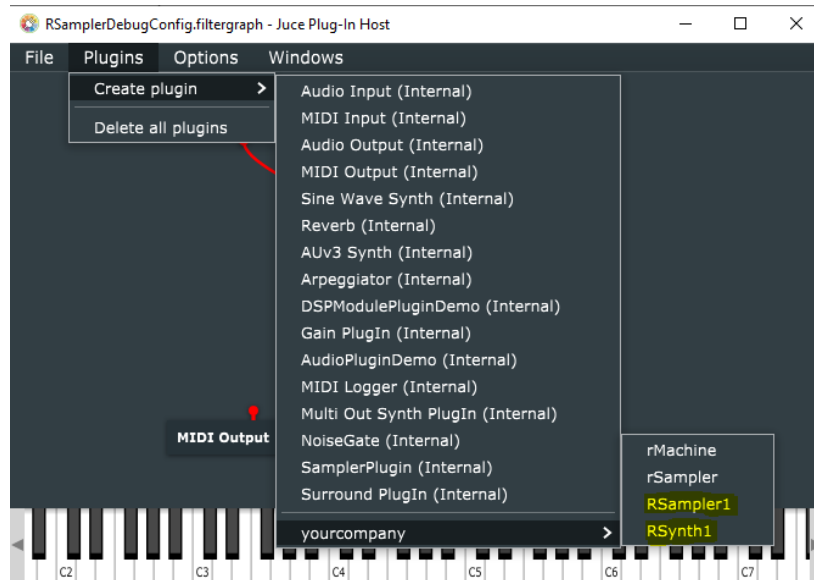 RSamplerDebugConfig.filtergraph - Juce Plug-In Host
File Plugins Options Windows
Create plugin
Delete all plugins
Audio Input (Internal)
MIDI Input (Internal)
Audio Output (Internal)
MIDI Output (Internal)
Sine Wave Synth (Internal)
Reverb (Internal)
AUv3 Synth (Internal)
Arpeggiator (Internal)
DSPModulePluginDemo (Internal)
Gain PlugIn (Internal)
AudioPluginDemo (Internal)
MIDI Logger (Internal)
Multi Out Synth PlugIn (Internal)
NoiseGate (Internal)
SamplerPlugin (Internal)
Surround PlugIn (Internal)
yourcompany
rMachine
rSampler
RSampler1
RSynth1
MIDI Output
C2 C3 C4 C5 C6 C7